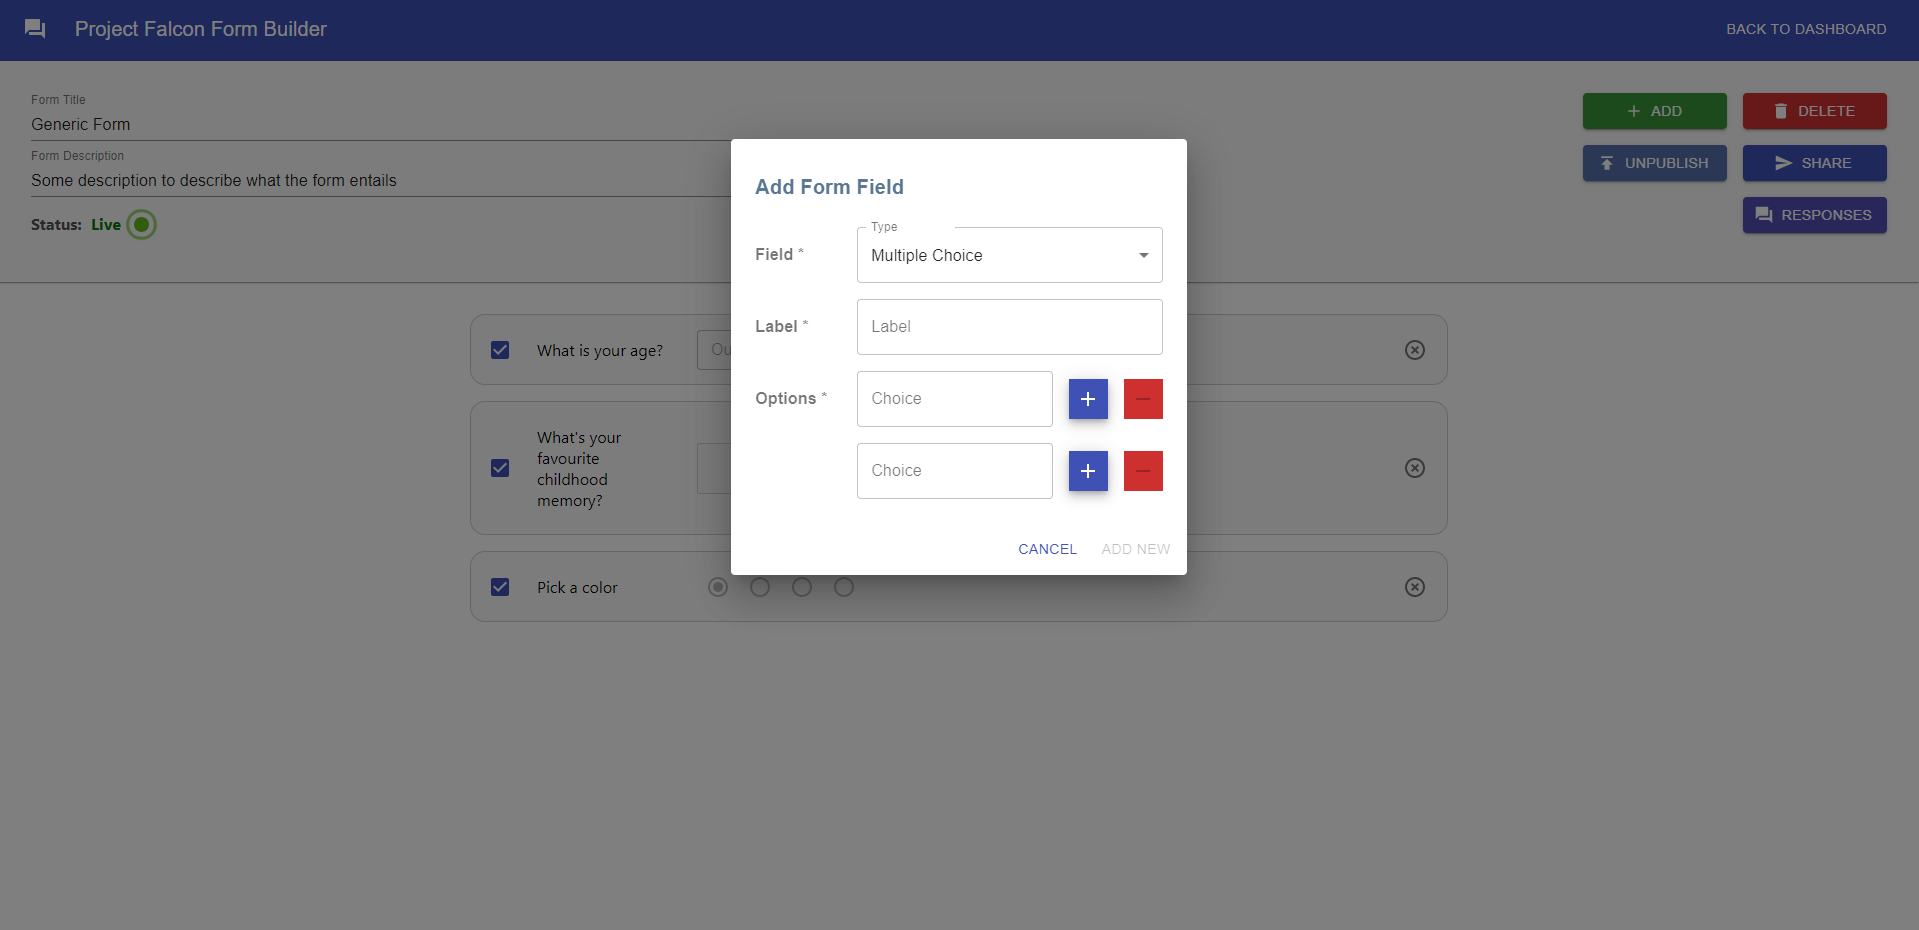 Project Falcon Form Builder
BACK TO DASHBOARD
Form Title
Generic Form
Form Description
Some description to describe what the form entails
Status: Live
ADD
DELETE
UNPUBLISH
SHARE
RESPONSES
Add Form Field
Type
Field *
Multiple Choice
Label *
Label
Options *
Choice
Choice
CANCEL
ADD NEW
What is your age?
What's your
favourite
childhood
memory?
Pick a color